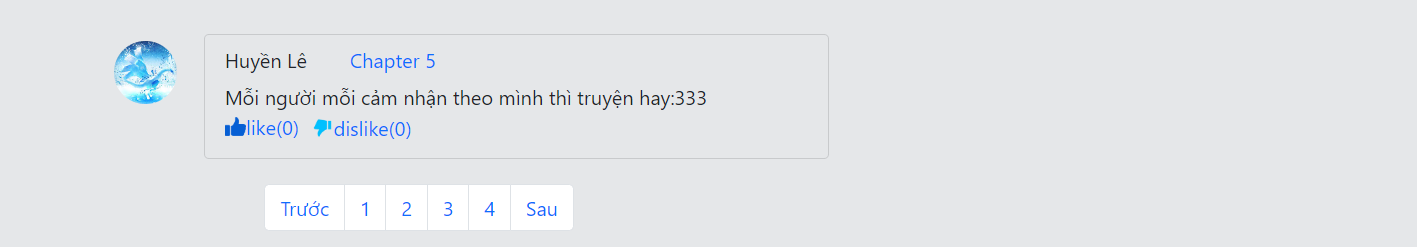 Huyền Lê Chapter 5
Mỗi người mỗi cảm nhận theo mình thì truyện hay:333
like(0) dislike(0)
Trước 1 2 3 4 Sau